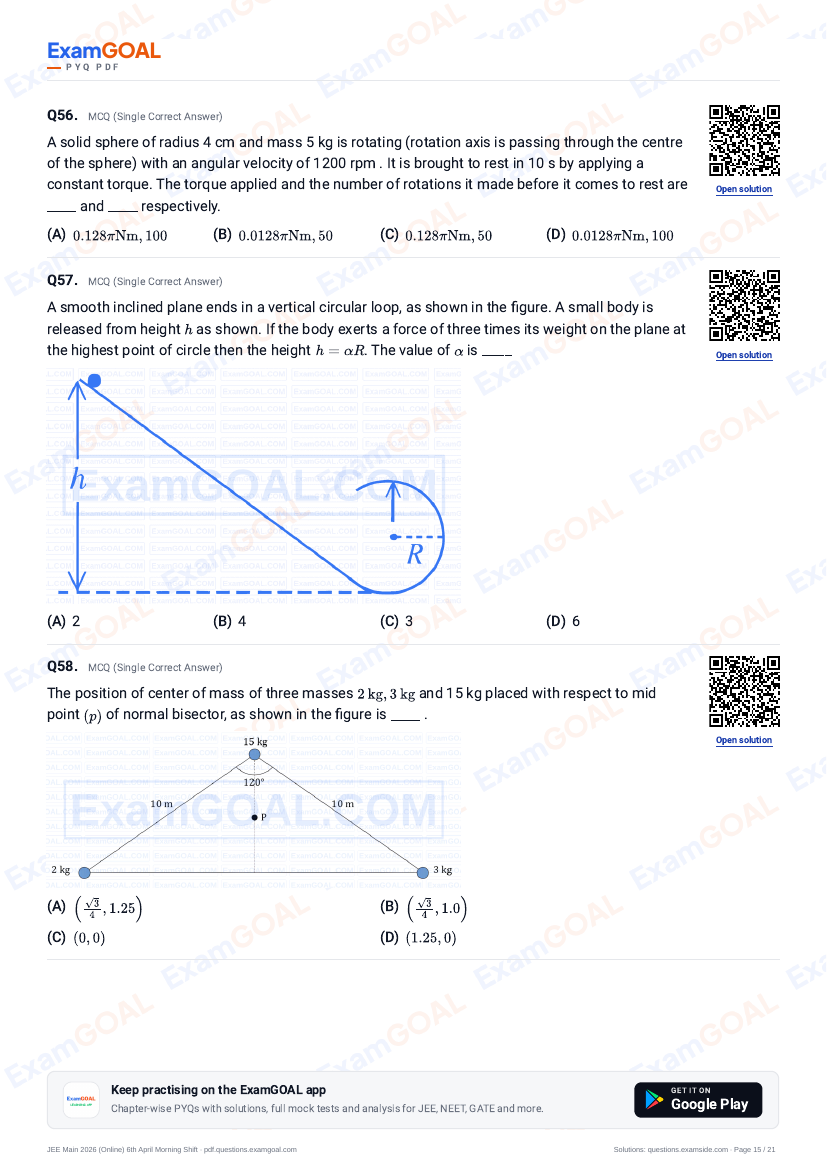 ExamGOAL
PYQ PDF
Q56. MCQ (Single Correct Answer)
A solid sphere of radius 4 cm and mass 5 kg is rotating (rotation axis is passing through the centre
of the sphere) with an angular velocity of 1200 rpm . It is brought to rest in 10 s by applying a
constant torque. The torque applied and the number of rotations it made before it comes to rest are
____ and ____ respectively.
Open solution
(A) 0.128πNm, 100 (B) 0.0128πNm, 50 (C) 0.128πNm, 50 (D) 0.0128πNm, 100
Q57. MCQ (Single Correct Answer)
A smooth inclined plane ends in a vertical circular loop, as shown in the figure. A small body is
released from height h as shown. If the body exerts a force of three times its weight on the plane at
the highest point of circle then the height h = αR. The value of α is ____
Open solution
h
ExamGOAL.COM
R
(A) 2 (B) 4 (C) 3 (D) 6
Q58. MCQ (Single Correct Answer)
The position of center of mass of three masses 2 kg, 3 kg and 15 kg placed with respect to mid
point (p) of normal bisector, as shown in the figure is ____ .
Open solution
15 kg
120°
10 m 10 m
ExamGOAL.COM
P
2 kg 3 kg
(A) (√3/4, 1.25) (B) (√3/4, 1.0)
(C) (0, 0) (D) (1.25, 0)
ExamGOAL
Keep practising on the ExamGOAL app
Chapter-wise PYQs with solutions, full mock tests and analysis for JEE, NEET, GATE and more.
GET IT ON
Google Play
JEE Main 2026 (Online) 6th April Morning Shift · pdf.questions.examgoal.com
Solutions: questions.examside.com · Page 15 / 21